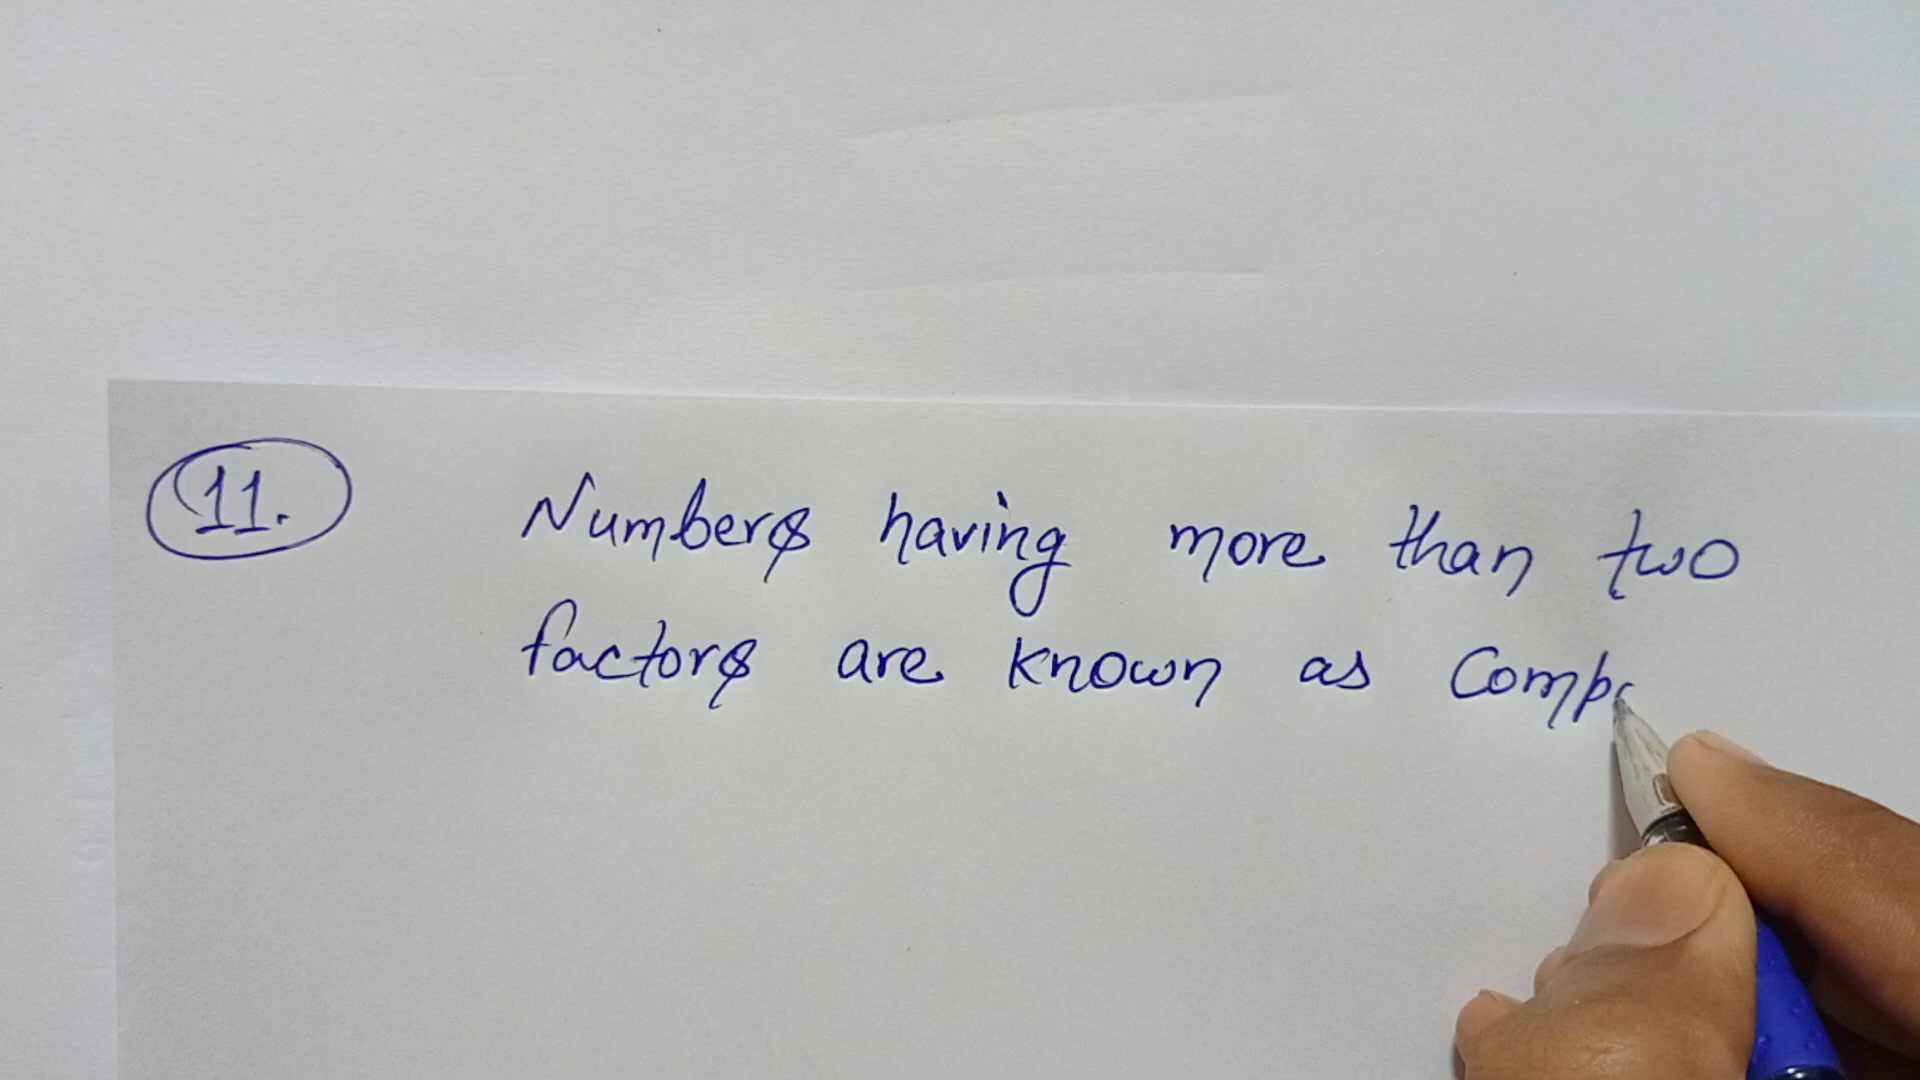 11. Numbers having more than two
factors are known as Comp